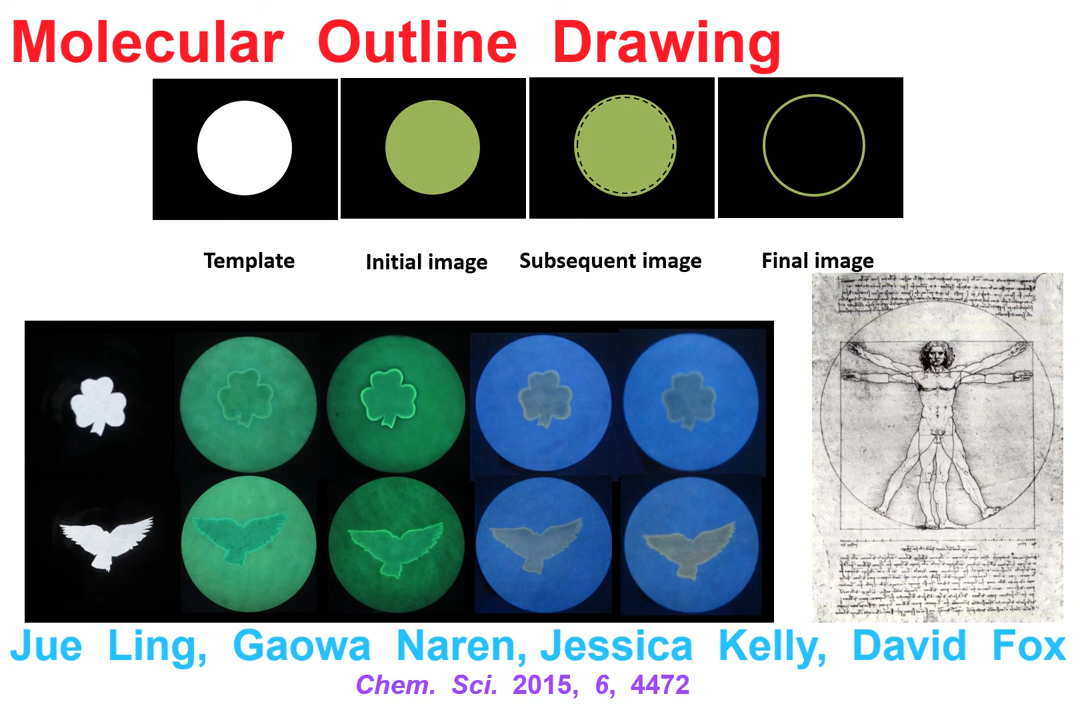 Molecular Outline Drawing
Template
Initial image
Subsequent image
Final image
Jue Ling, Gaowa Naren, Jessica Kelly, David Fox
Chem. Sci. 2015, 6, 4472